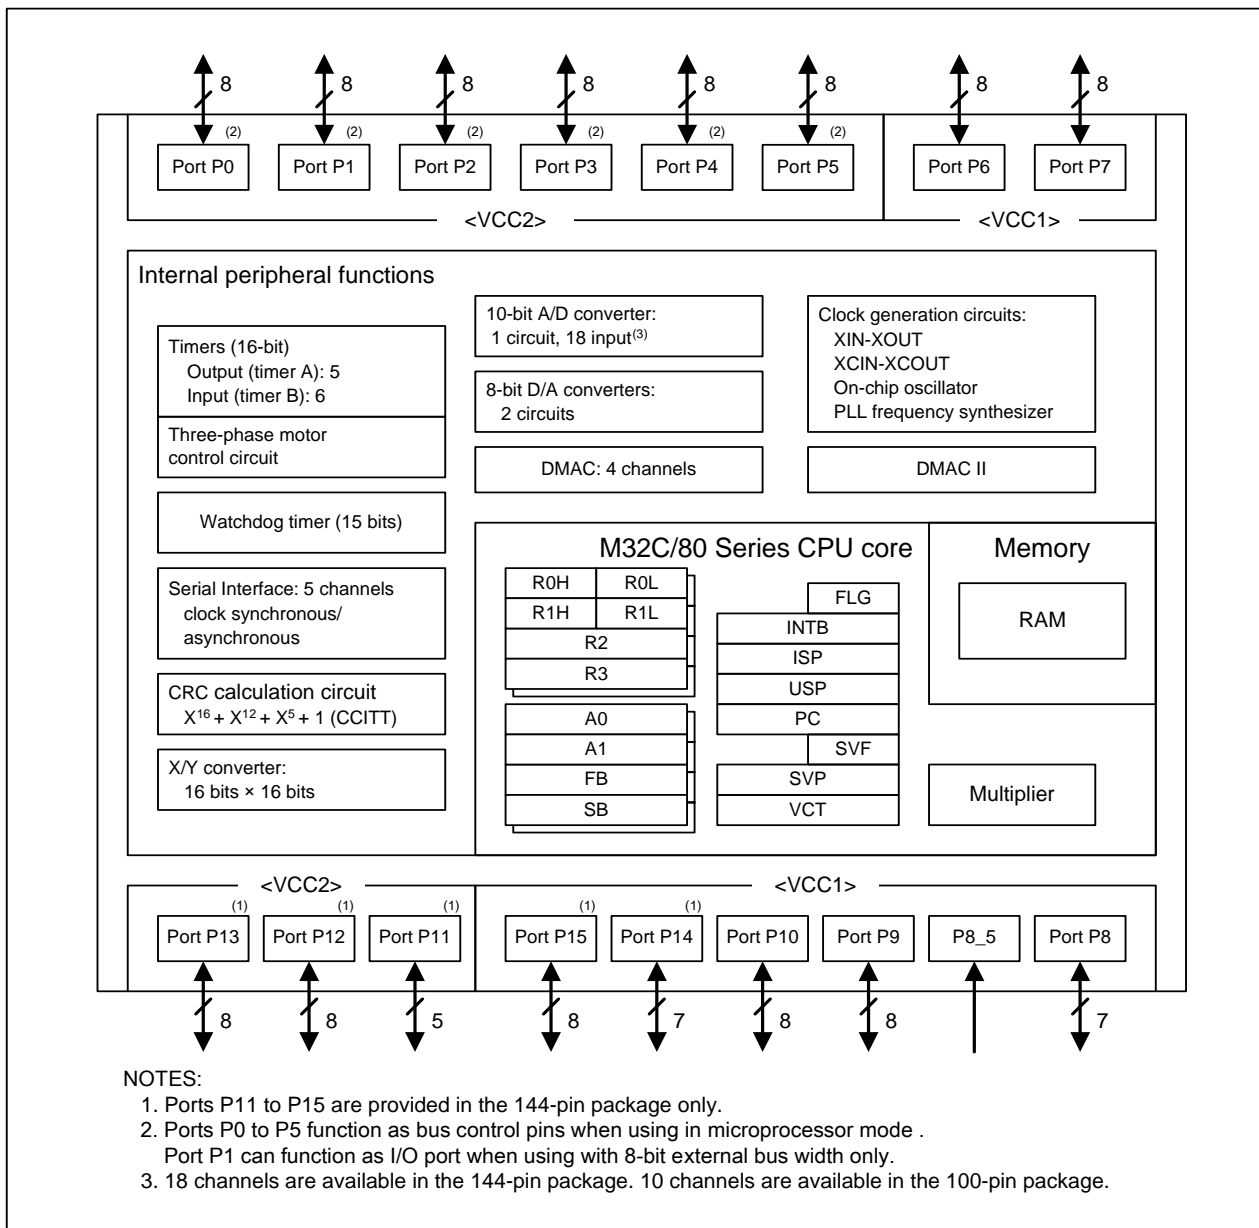 8 8 8 8 8 8 8 8
(2) (2) (2) (2) (2) (2)
Port P0 Port P1 Port P2 Port P3 Port P4 Port P5 Port P6 Port P7
<VCC2> <VCC1>
Internal peripheral functions
Timers (16-bit)
Output (timer A): 5
Input (timer B): 6
Three-phase motor
control circuit
Watchdog timer (15 bits)
Serial Interface: 5 channels
clock synchronous/
asynchronous
CRC calculation circuit
X¹⁶ + X¹² + X⁵ + 1 (CCITT)
X/Y converter:
16 bits × 16 bits
10-bit A/D converter:
1 circuit, 18 input⁽³⁾
8-bit D/A converters:
2 circuits
DMAC: 4 channels
Clock generation circuits:
XIN-XOUT
XCIN-XCOUT
On-chip oscillator
PLL frequency synthesizer
DMAC II
M32C/80 Series CPU core
R0H R0L
R1H R1L
R2
R3
A0
A1
FB
SB
FLG
INTB
ISP
USP
PC
SVF
SVP
VCT
Memory
RAM
Multiplier
<VCC2> <VCC1>
(1) (1) (1) (1) (1)
Port P13 Port P12 Port P11 Port P15 Port P14 Port P10 Port P9 P8_5 Port P8
8 8 5 8 7 8 8 7
NOTES:
1. Ports P11 to P15 are provided in the 144-pin package only.
2. Ports P0 to P5 function as bus control pins when using in microprocessor mode .
Port P1 can function as I/O port when using with 8-bit external bus width only.
3. 18 channels are available in the 144-pin package. 10 channels are available in the 100-pin package.